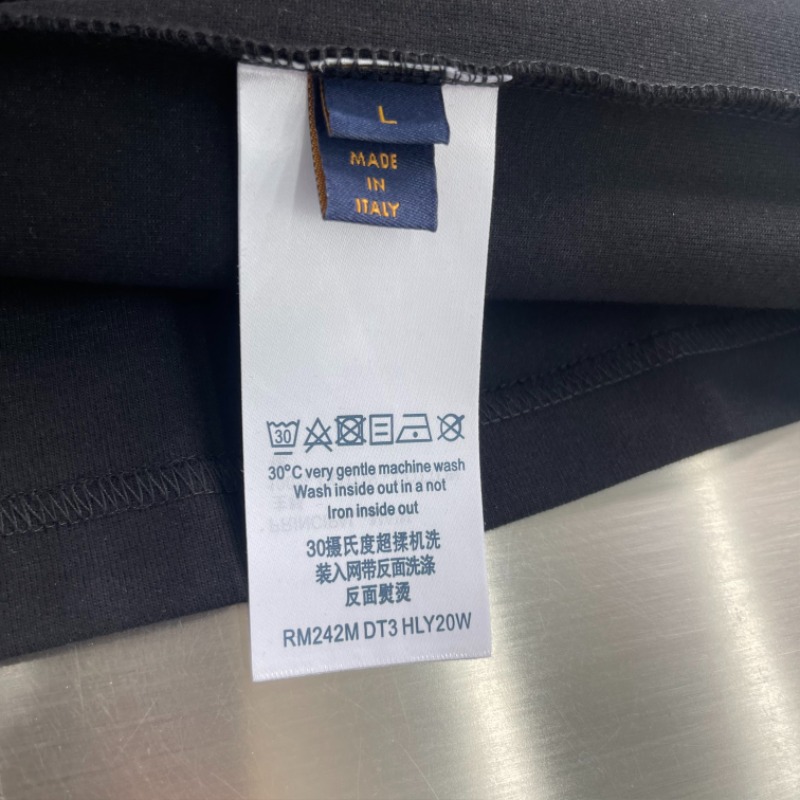 L
MADE
IN
ITALY
30
30°C very gentle machine wash
Wash inside out in a not
Iron inside out
30摄氏度超揉机洗
装入网带反面洗涤
反面熨烫
RM242M DT3 HLY20W